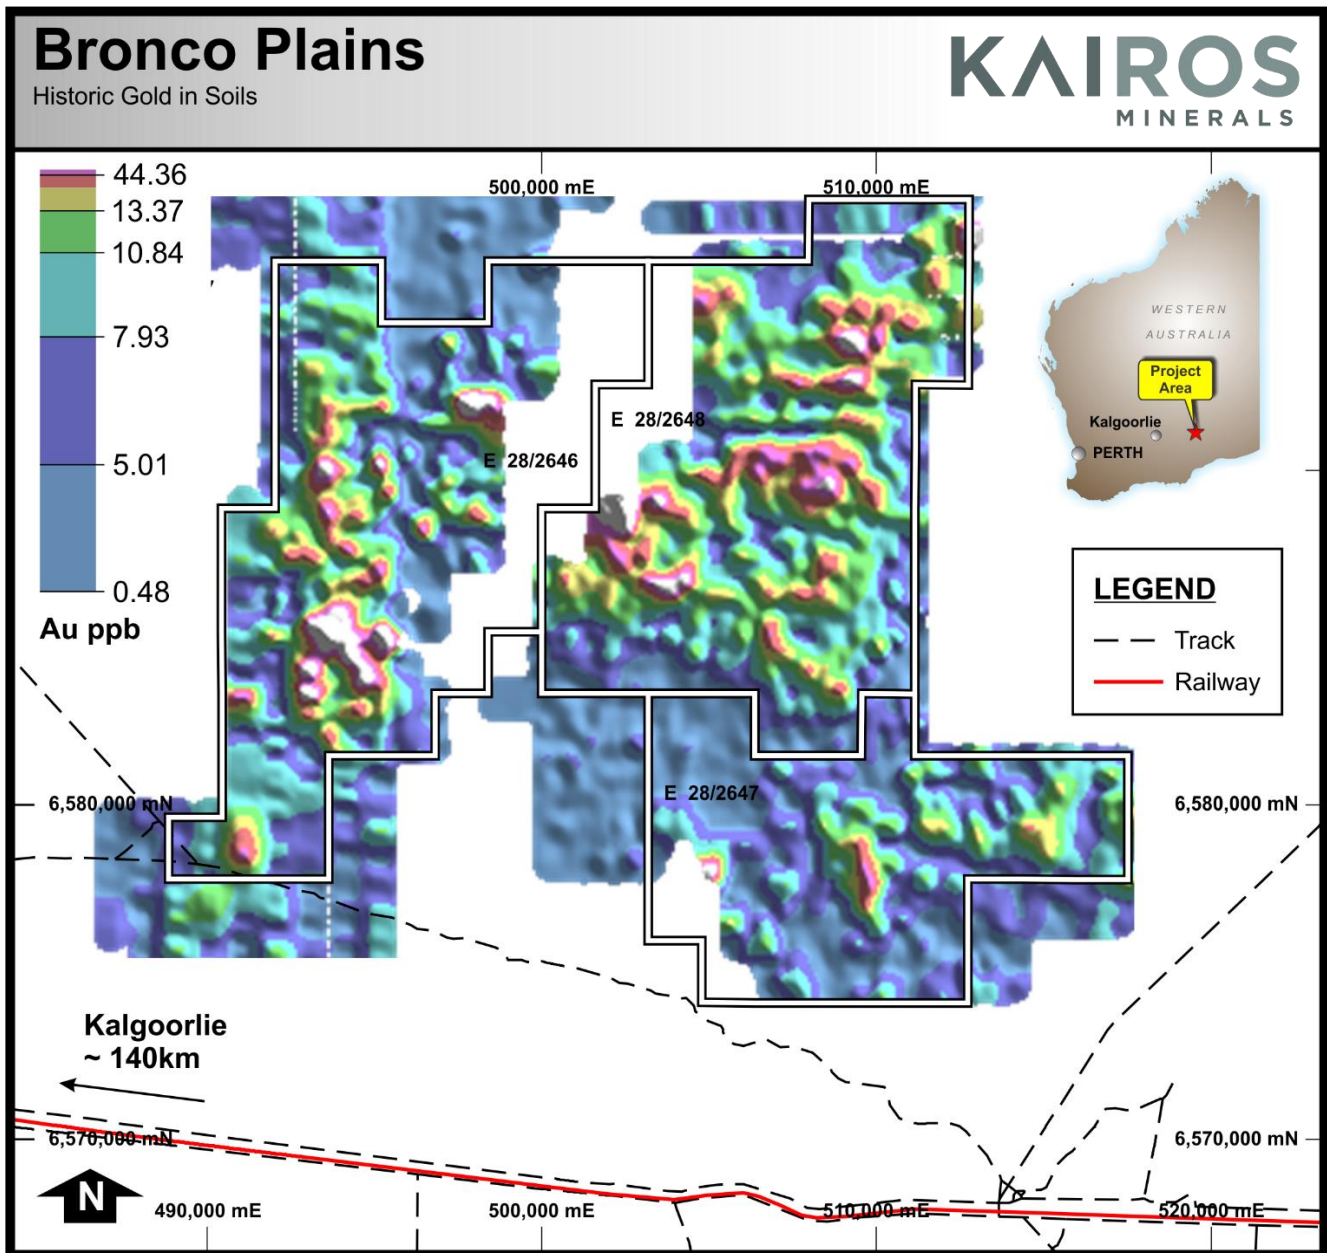 Bronco Plains
Historic Gold in Soils
KAIROS
MINERALS
44.36
13.37
10.84
7.93
5.01
0.48
Au ppb
500,000 mE
510,000 mE
WESTERN
AUSTRALIA
Project
Area
Kalgoorlie
PERTH
E 28/2648
E 28/2646
E 28/2647
LEGEND
Track
Railway
6,580,000 mN
6,580,000 mN
Kalgoorlie
~ 140km
6,570,000 mN
6,570,000 mN
N
490,000 mE
500,000 mE
510,000 mE
520,000 mE